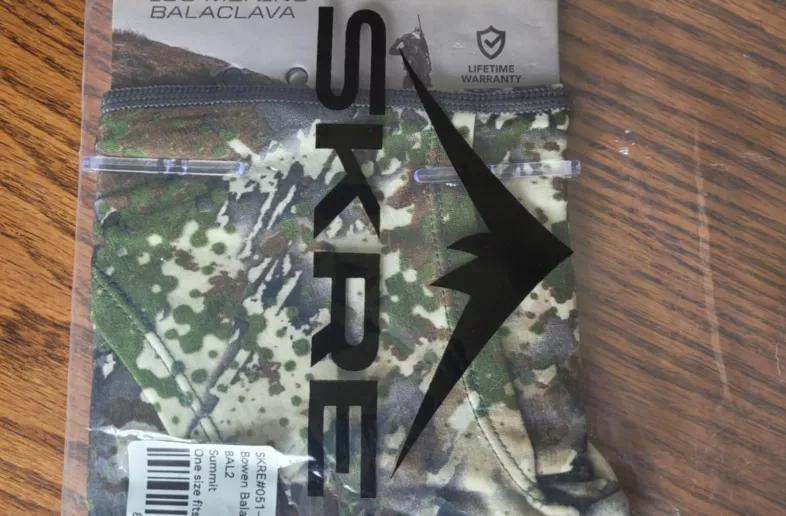 BALACLAVA
LIFETIME
WARRANTY
SKRE
SKRE#051-
Bowen Bala
BAL2
Summit
One size fits